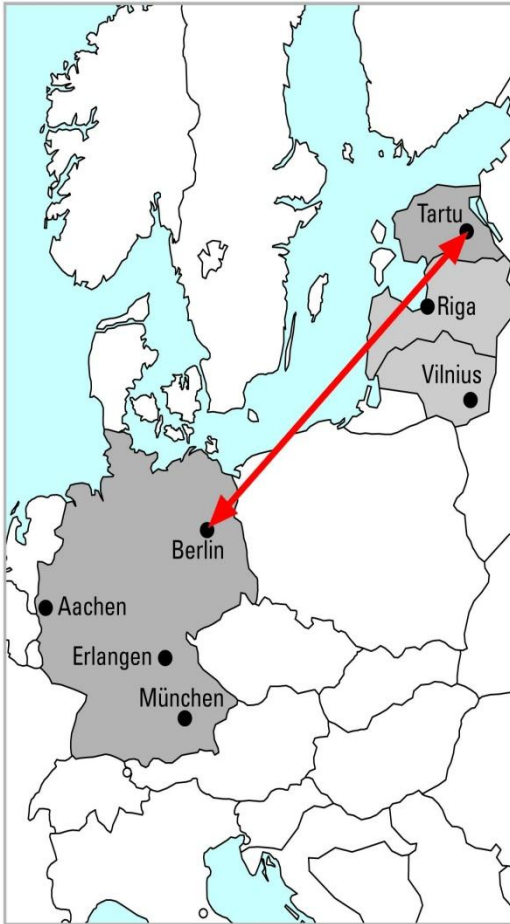 Tartu
Riga
Vilnius
Berlin
Aachen
Erlangen
München